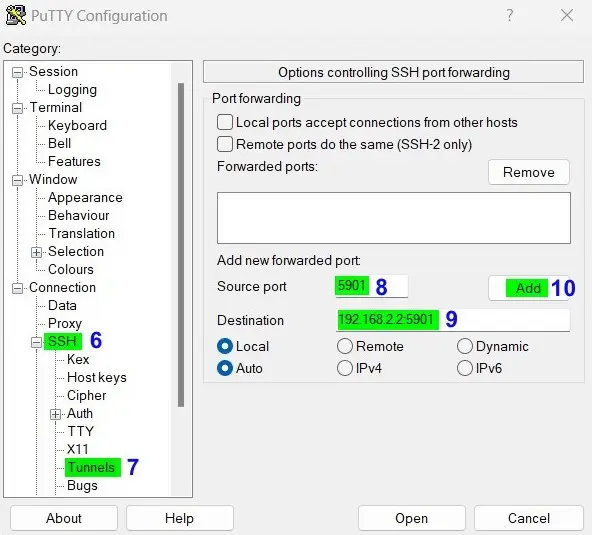 PuTTY Configuration ? ×
Category:
Session
Logging
Terminal
Keyboard
Bell
Features
Window
Appearance
Behaviour
Translation
Selection
Colours
Connection
Data
Proxy
SSH 6
Kex
Host keys
Cipher
Auth
TTY
X11
Tunnels 7
Bugs
Options controlling SSH port forwarding
Port forwarding
Local ports accept connections from other hosts
Remote ports do the same (SSH-2 only)
Forwarded ports: Remove
Add new forwarded port:
Source port 5901 8 Add 10
Destination 192.168.2.2:5901 9
Local Remote Dynamic
Auto IPv4 IPv6
About Help Open Cancel